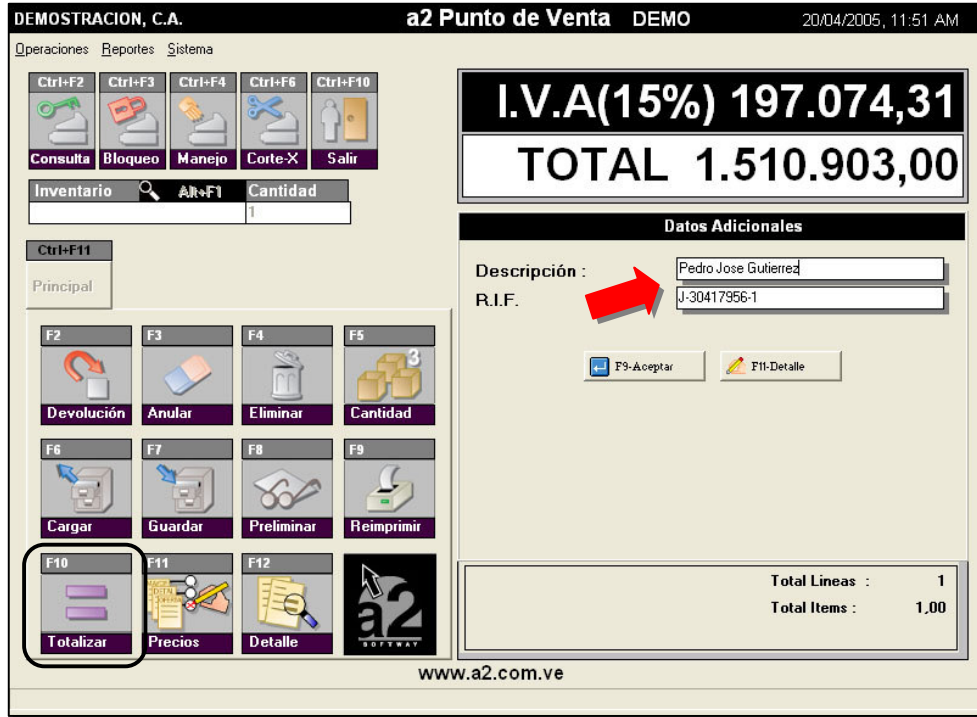 DEMOSTRACION, C.A. a2 Punto de Venta DEMO 20/04/2005, 11:51 AM
Operaciones Reportes Sistema
Ctrl+F2 Ctrl+F3 Ctrl+F4 Ctrl+F6 Ctrl+F10
Consulta Bloqueo Manejo Corte-X Salir
I.V.A(15%) 197.074,31
TOTAL 1.510.903,00
Inventario Alt+F1 Cantidad
1
Ctrl+F11
Principal
Datos Adicionales
Descripción : Pedro Jose Gutierrez
R.I.F. J-30417956-1
F9-Aceptar F11-Detalle
F2 F3 F4 F5
3
Devolución Anular Eliminar Cantidad
F6 F7 F8 F9
Cargar Guardar Preliminar Reimprimir
F10 F11 F12
Totalizar Precios Detalle
a2
SOFTWAY
Total Lineas : 1
Total Items : 1,00
www.a2.com.ve